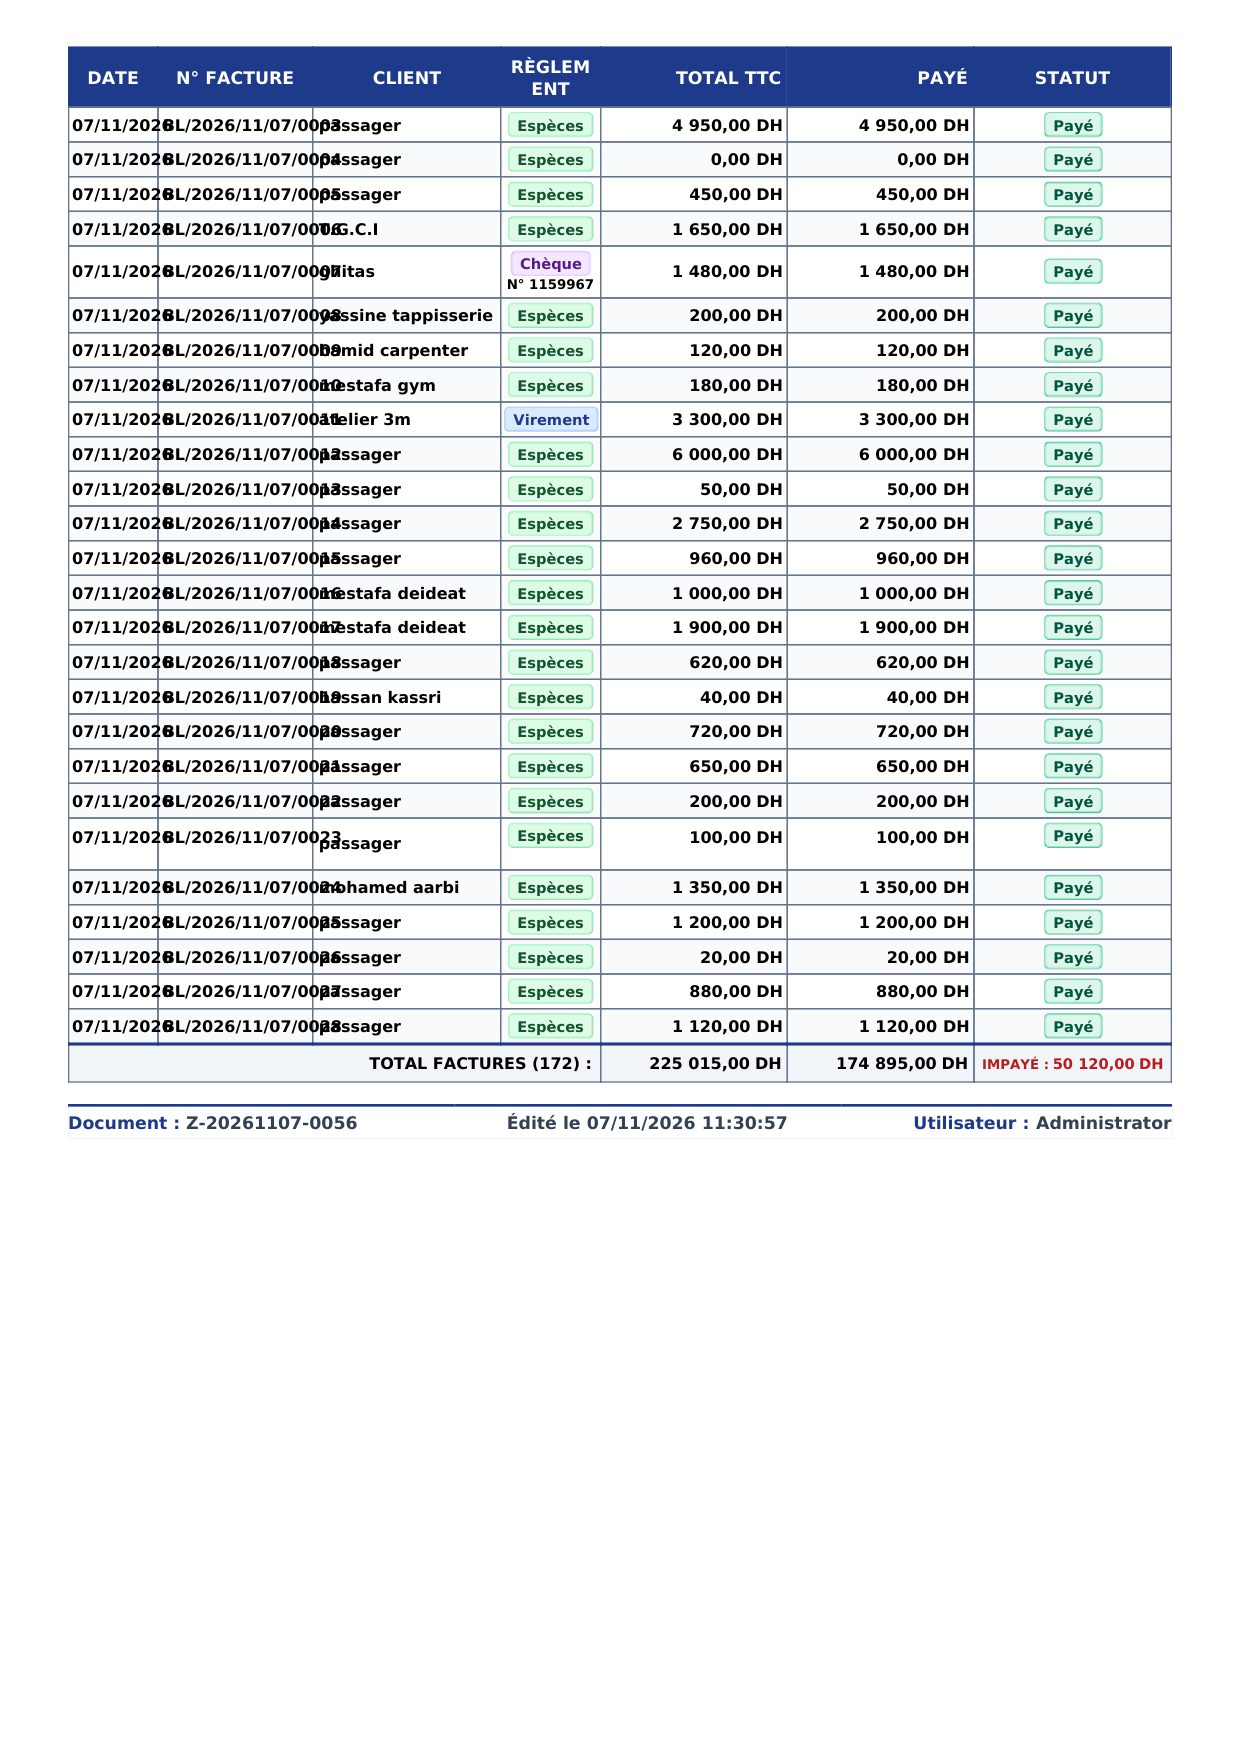 DATE N° FACTURE CLIENT RÈGLEM ENT TOTAL TTC PAYÉ STATUT
07/11/2026 BL/2026/11/07/0003 passager Espèces 4 950,00 DH 4 950,00 DH Payé
07/11/2026 BL/2026/11/07/0004 passager Espèces 0,00 DH 0,00 DH Payé
07/11/2026 BL/2026/11/07/0005 passager Espèces 450,00 DH 450,00 DH Payé
07/11/2026 BL/2026/11/07/0006 Espèces 1 650,00 DH 1 650,00 DH Payé
07/11/2026 BL/2026/11/07/0007 ghitas Chèque 1 480,00 DH 1 480,00 DH Payé
N° 1159967
07/11/2026 BL/2026/11/07/0008 yassine tappisserie Espèces 200,00 DH 200,00 DH Payé
07/11/2026 BL/2026/11/07/0009 hamid carpenter Espèces 120,00 DH 120,00 DH Payé
07/11/2026 BL/2026/11/07/0010 mestafa gym Espèces 180,00 DH 180,00 DH Payé
07/11/2026 BL/2026/11/07/0011 atelier 3m Virement 3 300,00 DH 3 300,00 DH Payé
07/11/2026 BL/2026/11/07/0012 passager Espèces 6 000,00 DH 6 000,00 DH Payé
07/11/2026 BL/2026/11/07/0013 passager Espèces 50,00 DH 50,00 DH Payé
07/11/2026 BL/2026/11/07/0014 passager Espèces 2 750,00 DH 2 750,00 DH Payé
07/11/2026 BL/2026/11/07/0015 passager Espèces 960,00 DH 960,00 DH Payé
07/11/2026 BL/2026/11/07/0016 mestafa deideat Espèces 1 000,00 DH 1 000,00 DH Payé
07/11/2026 BL/2026/11/07/0017 mestafa deideat Espèces 1 900,00 DH 1 900,00 DH Payé
07/11/2026 BL/2026/11/07/0018 passager Espèces 620,00 DH 620,00 DH Payé
07/11/2026 BL/2026/11/07/0019 hassan kassri Espèces 40,00 DH 40,00 DH Payé
07/11/2026 BL/2026/11/07/0020 passager Espèces 720,00 DH 720,00 DH Payé
07/11/2026 BL/2026/11/07/0021 passager Espèces 650,00 DH 650,00 DH Payé
07/11/2026 BL/2026/11/07/0022 passager Espèces 200,00 DH 200,00 DH Payé
07/11/2026 BL/2026/11/07/0023 passager Espèces 100,00 DH 100,00 DH Payé
07/11/2026 BL/2026/11/07/0024 mohamed aarbi Espèces 1 350,00 DH 1 350,00 DH Payé
07/11/2026 BL/2026/11/07/0025 passager Espèces 1 200,00 DH 1 200,00 DH Payé
07/11/2026 BL/2026/11/07/0026 passager Espèces 20,00 DH 20,00 DH Payé
07/11/2026 BL/2026/11/07/0027 passager Espèces 880,00 DH 880,00 DH Payé
07/11/2026 BL/2026/11/07/0028 passager Espèces 1 120,00 DH 1 120,00 DH Payé
TOTAL FACTURES (172) : 225 015,00 DH 174 895,00 DH IMPAYÉ : 50 120,00 DH
Document : Z-20261107-0056 Édité le 07/11/2026 11:30:57 Utilisateur : Administrator